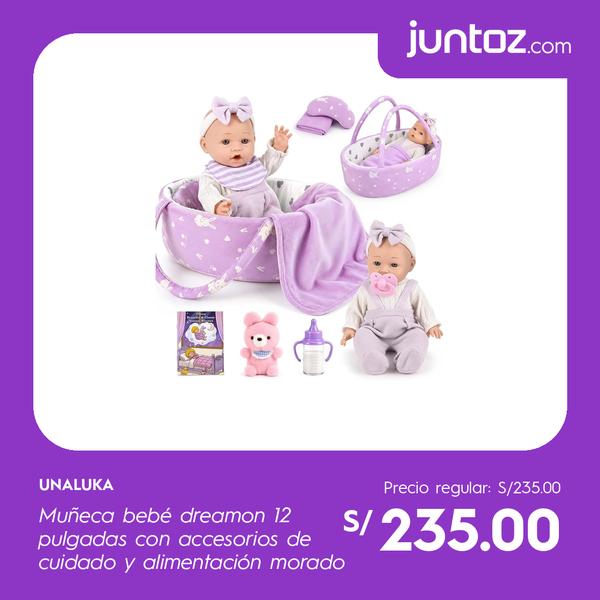 juntoz.com
UNALUKA
Muñeca bebé dreamon 12
pulgadas con accesorios de
cuidado y alimentación morado
Precio regular: S/235.00
S/235.00